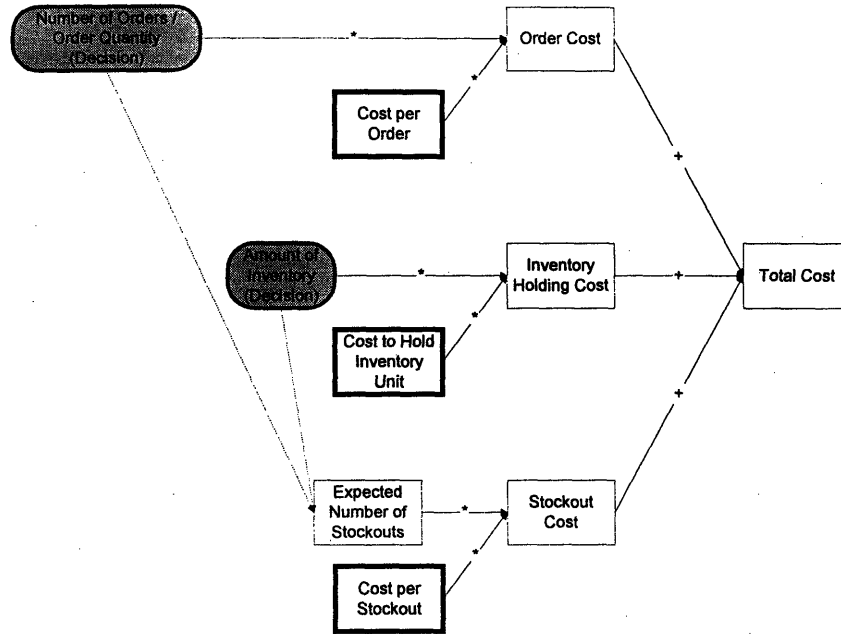 Number of Orders /
Order Quantity
(Decision)
*
Order Cost
*
Cost per
Order
+
Amount of
Inventory
(Decision)
*
Inventory
Holding Cost
+
Total Cost
*
Cost to Hold
Inventory
Unit
+
Expected
Number of
Stockouts
*
Stockout
Cost
*
Cost per
Stockout